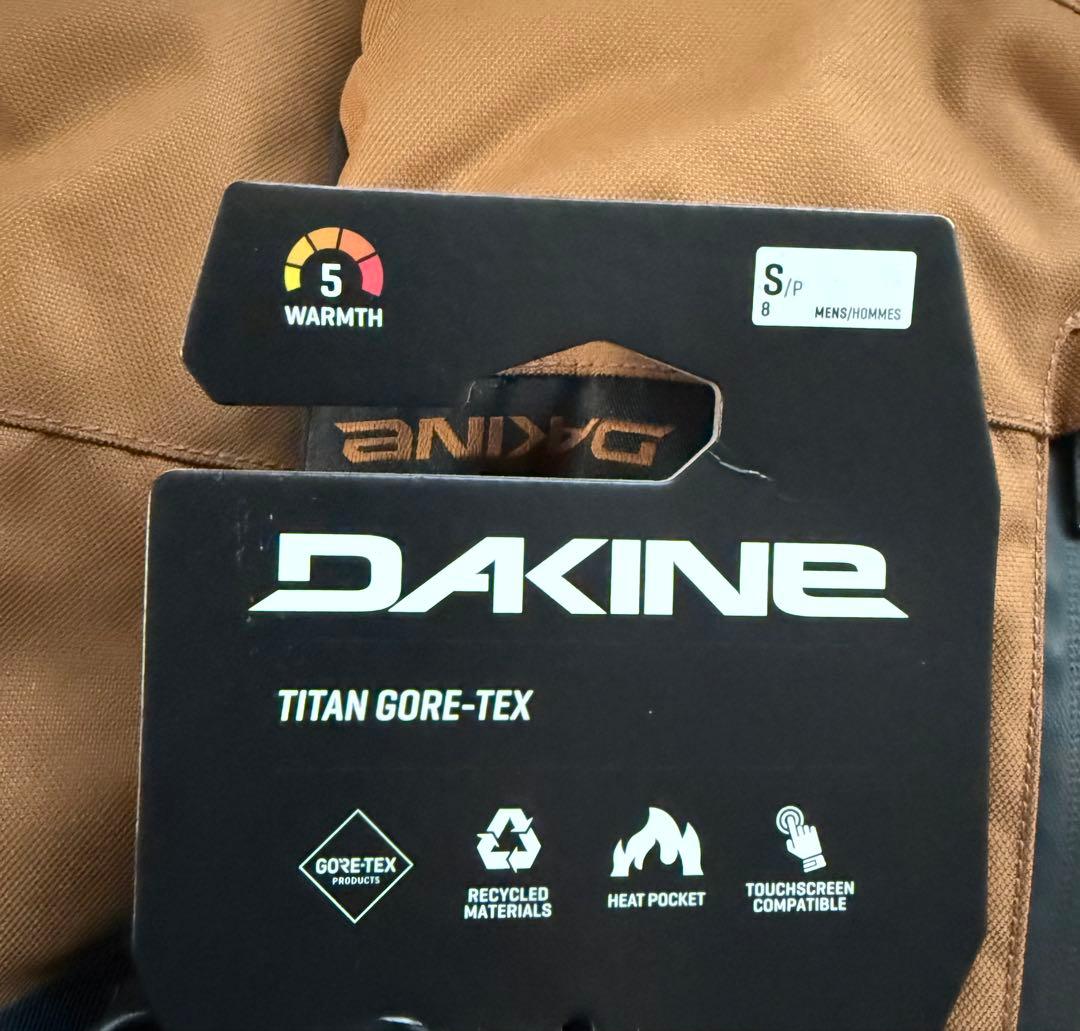 5
WARMTH
S/P
8 MENS/HOMMES
DAKINE
DAKINE
TITAN GORE-TEX
GORE-TEX
PRODUCTS
RECYCLED
MATERIALS
HEAT POCKET
TOUCHSCREEN
COMPATIBLE